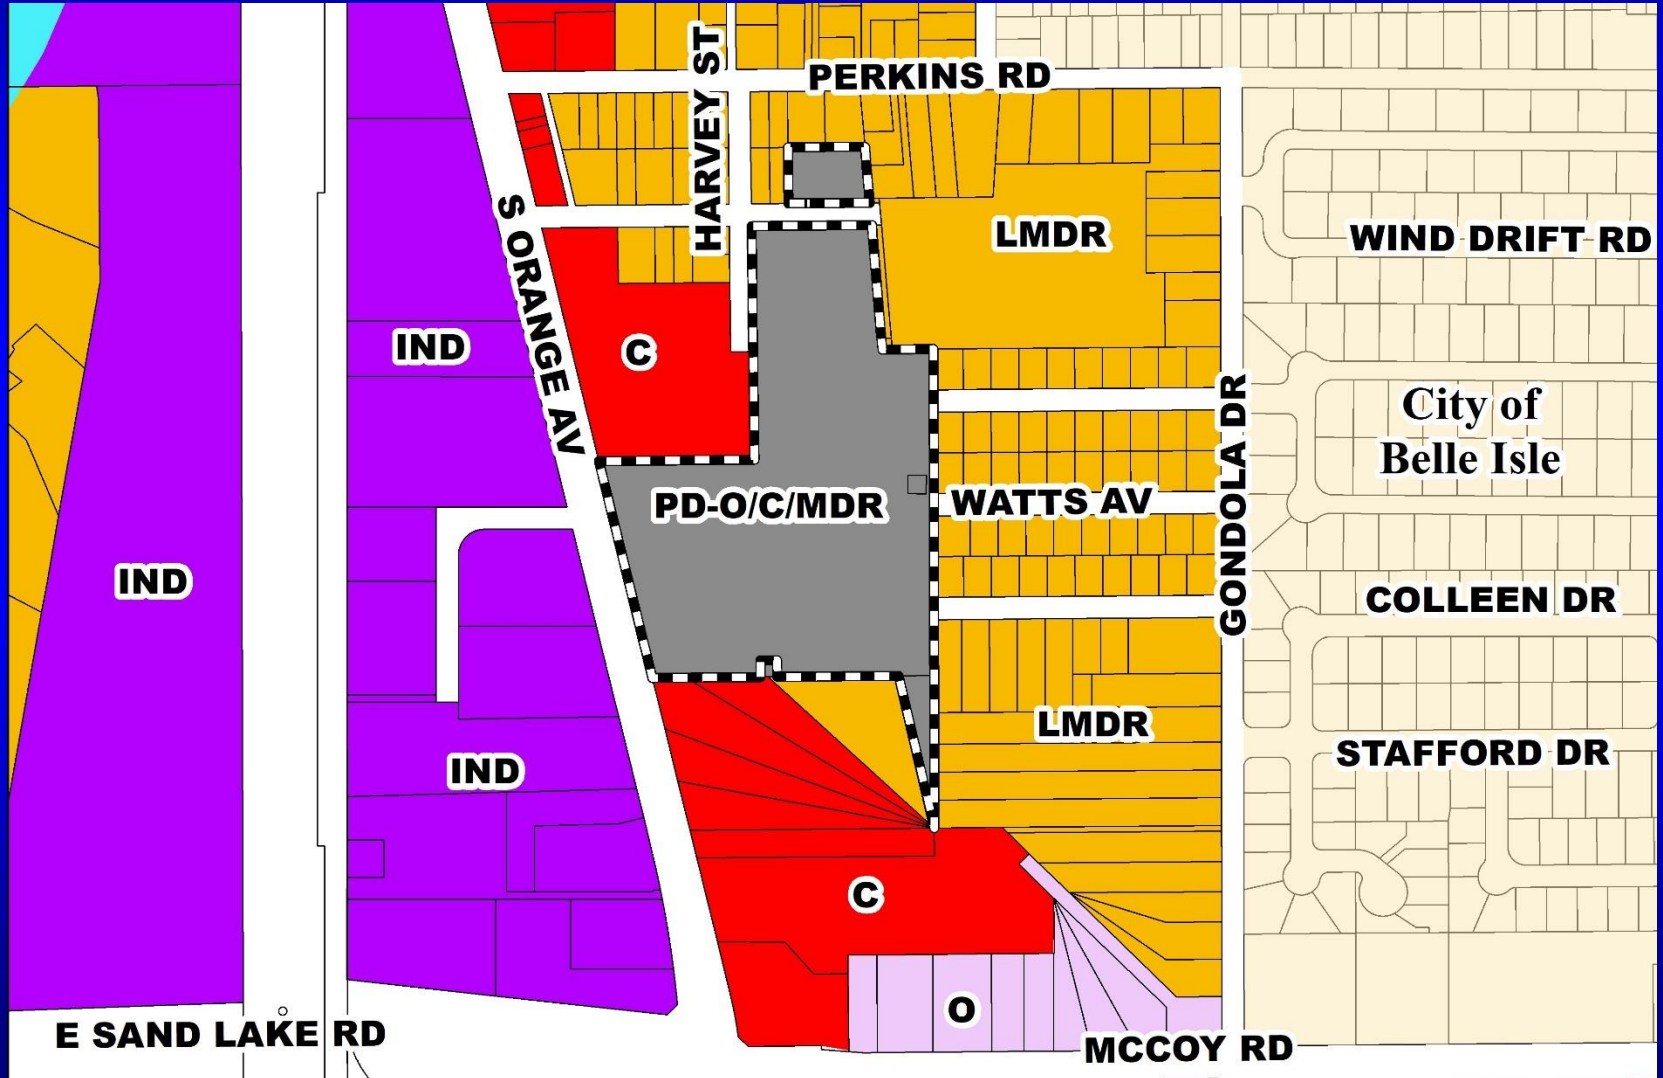 HARVEY ST
PERKINS RD
S ORANGE AV
LMDR
WIND DRIFT RD
IND
C
GONDOLA DR
City of
Belle Isle
PD-O/C/MDR
WATTS AV
IND
COLLEEN DR
LMDR
STAFFORD DR
IND
C
O
E SAND LAKE RD
MCCOY RD